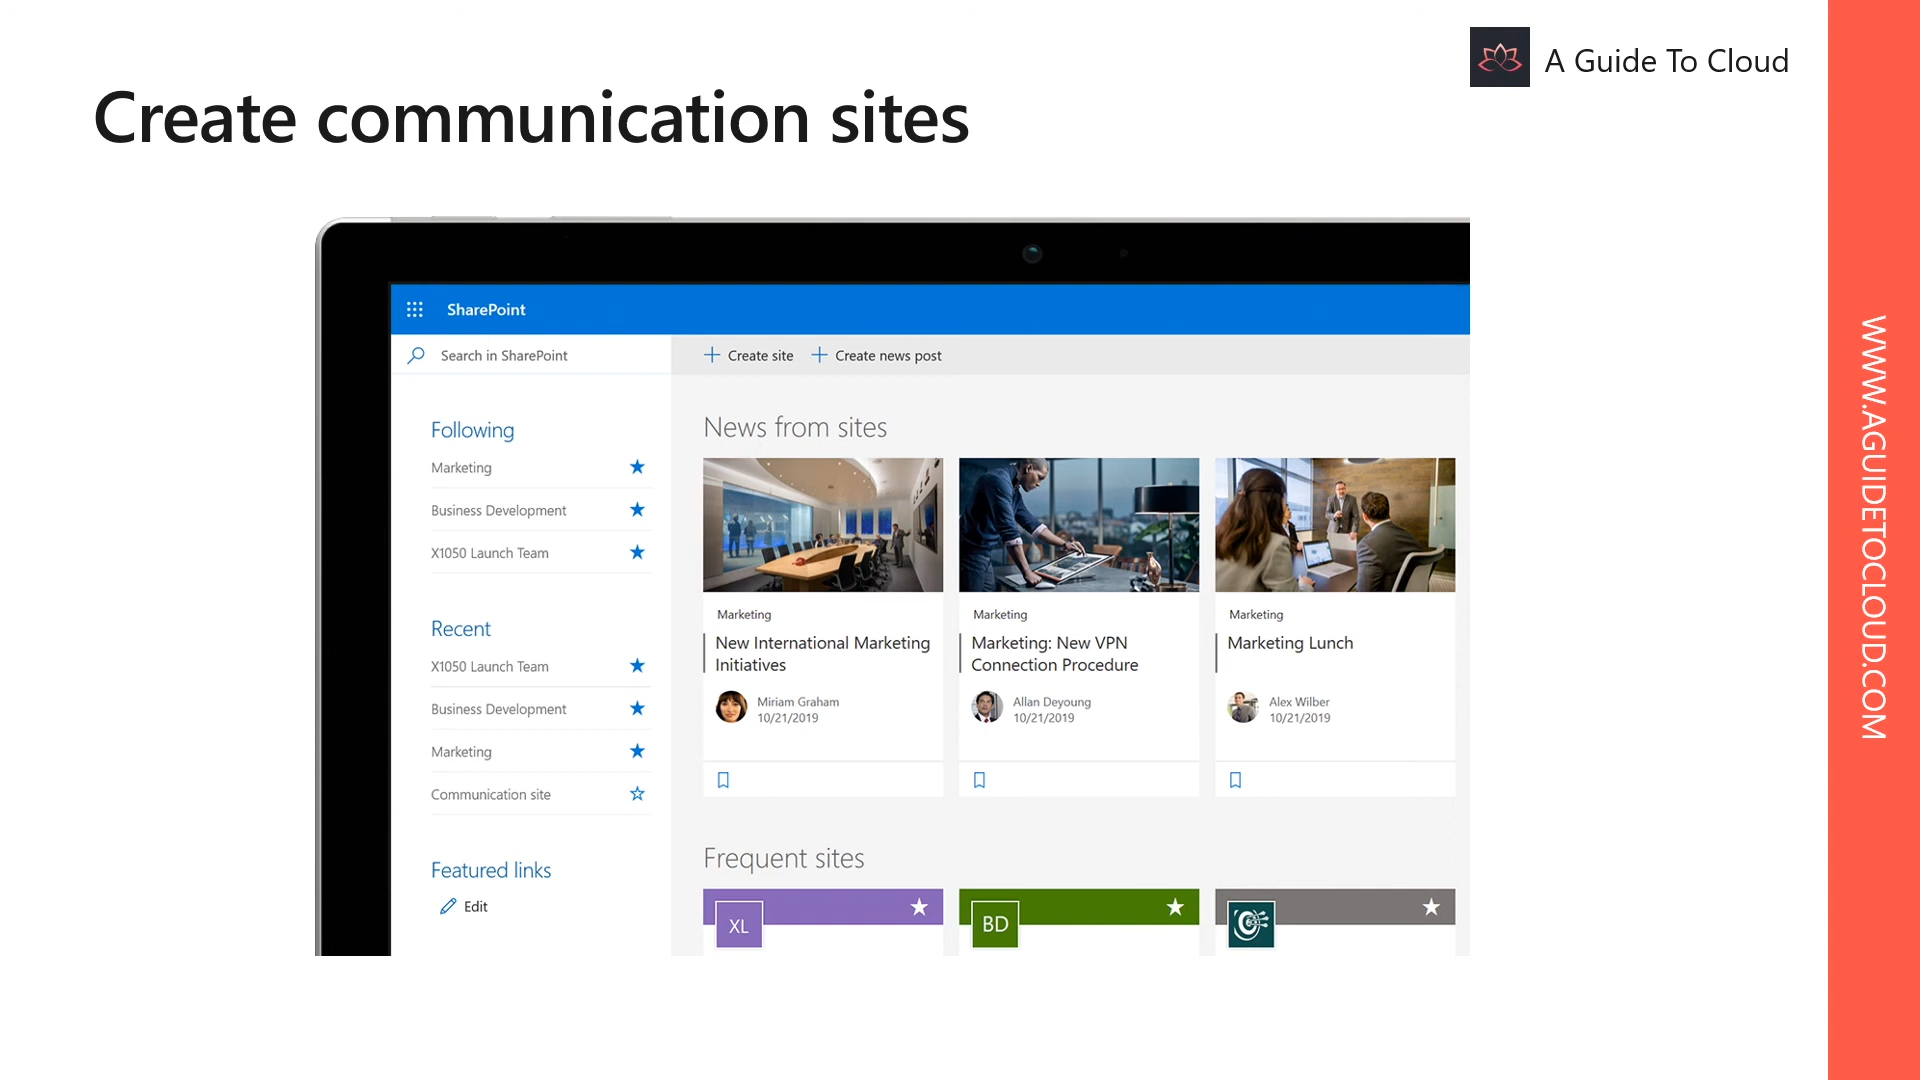 A Guide To Cloud
Create communication sites
SharePoint
Search in SharePoint
Create site
Create news post
Following
Marketing
Business Development
X1050 Launch Team
Recent
X1050 Launch Team
Business Development
Marketing
Communication site
Featured links
Edit
News from sites
Marketing
New International Marketing
Initiatives
Miriam Graham
10/21/2019
Marketing
Marketing: New VPN
Connection Procedure
Allan Deyoung
10/21/2019
Marketing
Marketing Lunch
Alex Wilber
10/21/2019
Frequent sites
XL
BD
WWW.AGUIDETOCLOUD.COM